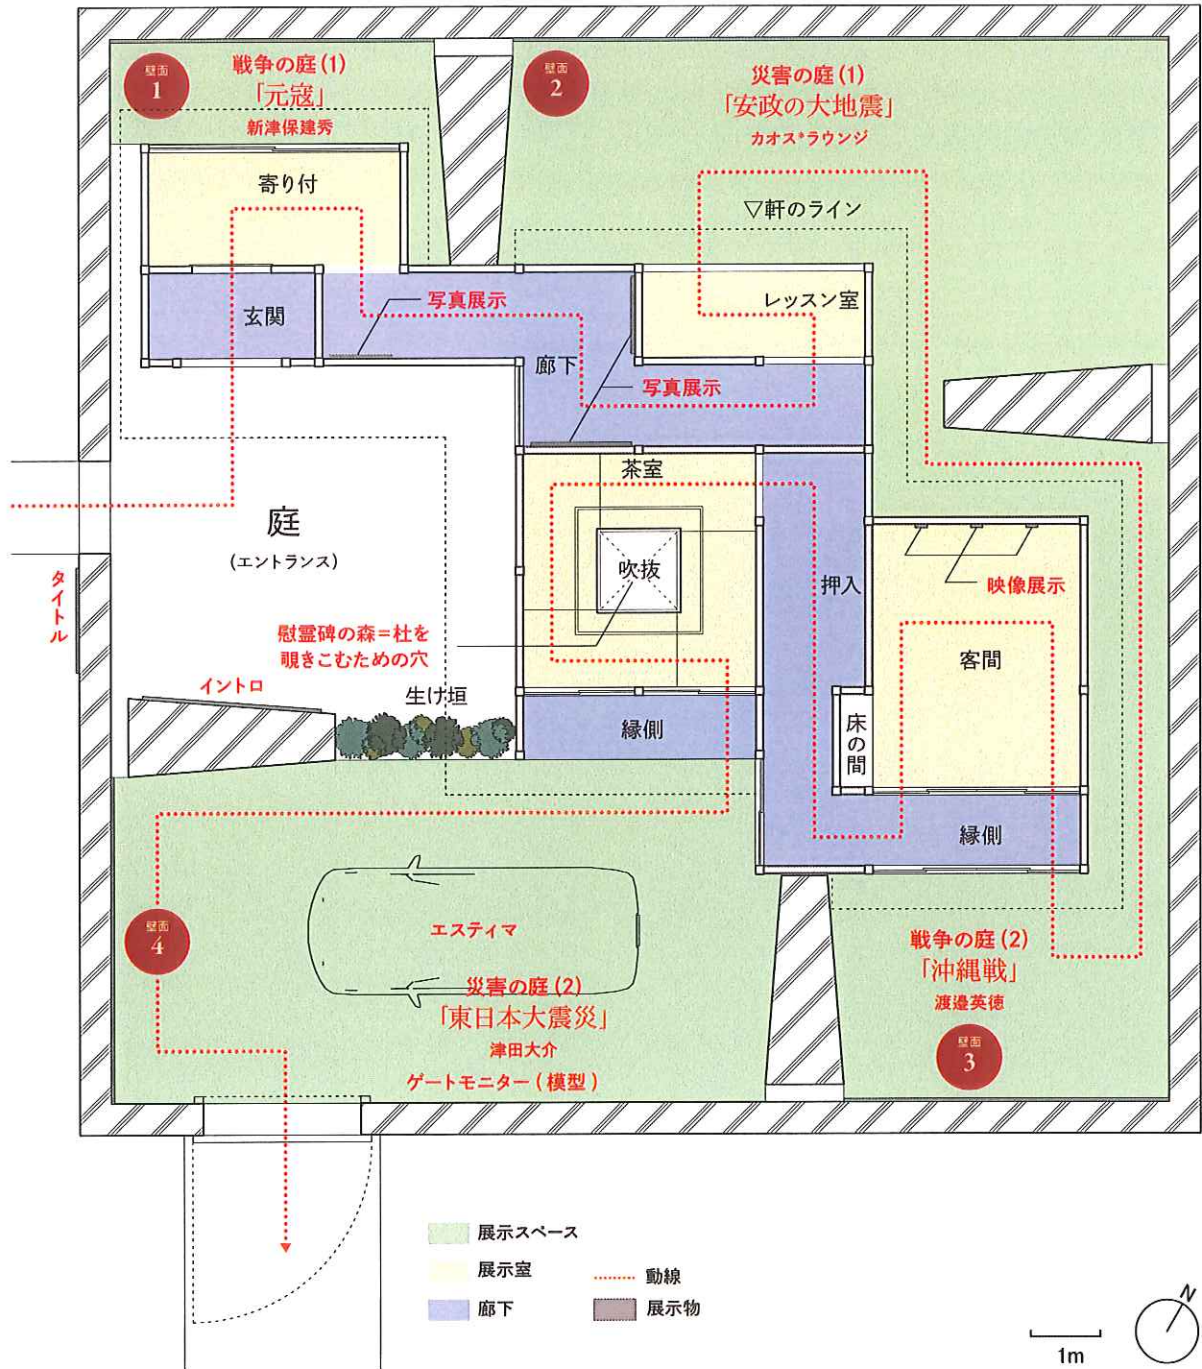 壁面
1
戦争の庭(1)
「元寇」
新津保建秀
壁面
2
災害の庭(1)
「安政の大地震」
カオス*ラウンジ
寄り付
▽軒のライン
玄関
写真展示
レッスン室
廊下
写真展示
茶室
庭
(エントランス)
吹抜
押入
映像展示
タイトル
慰霊碑の森=杜を
覗きこむための穴
客間
イントロ
生け垣
縁側
床の間
縁側
壁面
4
エスティマ
災害の庭(2)
「東日本大震災」
津田大介
ゲートモニター(模型)
戦争の庭(2)
「沖縄戦」
渡邉英徳
壁面
3
展示スペース
展示室
廊下
動線
展示物
1m
N